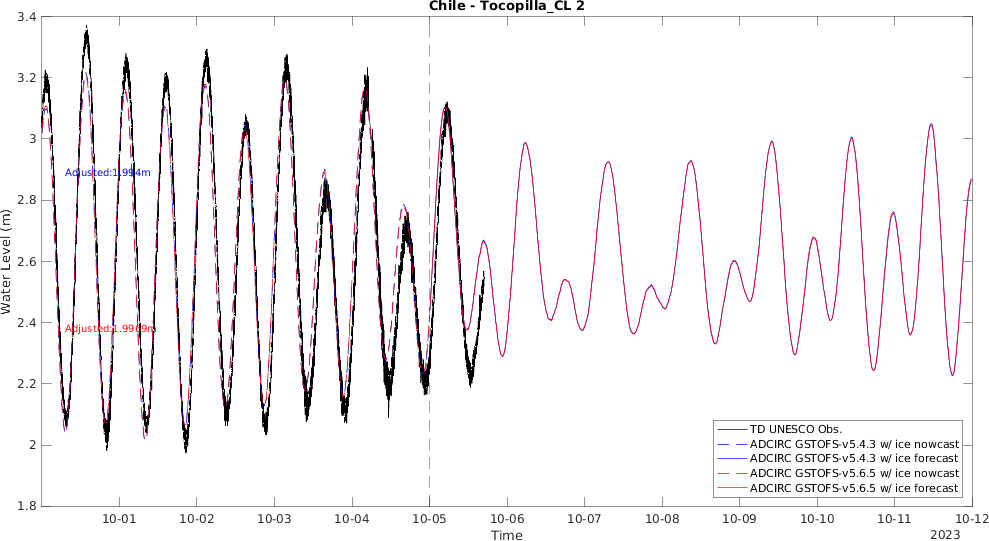 Chile - Tocopilla_CL 2
3.4
3.2
3
2.8
2.6
2.4
2.2
2
1.8
Water Level (m)
Adjusted:1.994m
Adjusted:1.9969m
TD UNESCO Obs.
ADCIRC GSTOFS-v5.4.3 w/ ice nowcast
ADCIRC GSTOFS-v5.4.3 w/ ice forecast
ADCIRC GSTOFS-v5.6.5 w/ ice nowcast
ADCIRC GSTOFS-v5.6.5 w/ ice forecast
10-01 10-02 10-03 10-04 10-05 10-06 10-07 10-08 10-09 10-10 10-11 10-12
Time
2023